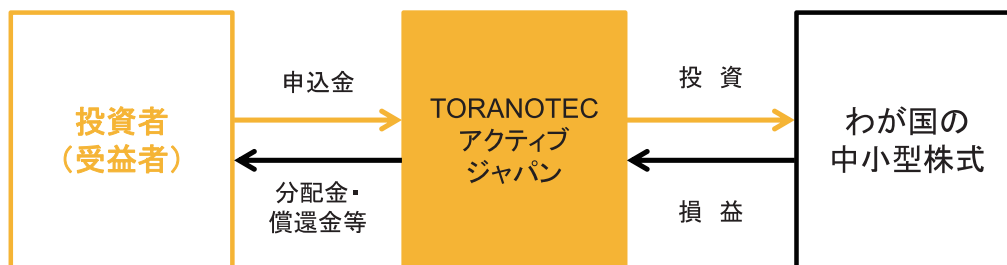 投資者
（受益者）
申込金
分配金・
償還金等
TORANOTEC
アクティブ
ジャパン
投 資
損 益
わが国の
中小型株式